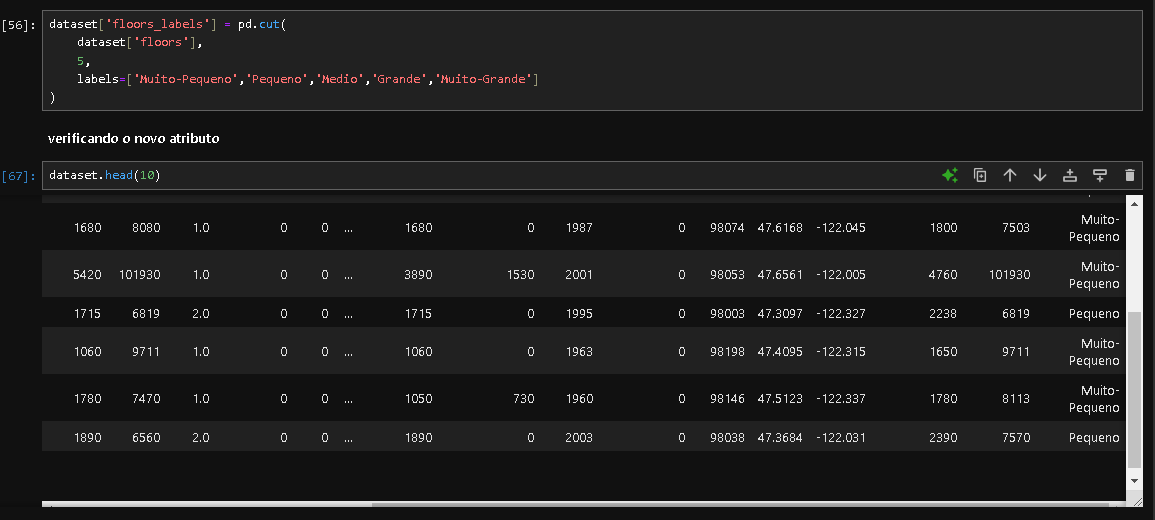 [56]: dataset['floors_labels'] = pd.cut(
dataset['floors'],
5,
labels=['Muito-Pequeno','Pequeno','Medio','Grande','Muito-Grande']
)
verificando o novo atributo
[67]: dataset.head(10)
1680 8080 1.0 0 0 ... 1680 0 1987 0 98074 47.6168 -122.045 1800 7503 Muito-
Pequeno
5420 101930 1.0 0 0 ... 3890 1530 2001 0 98053 47.6561 -122.005 4760 101930 Muito-
Pequeno
1715 6819 2.0 0 0 ... 1715 0 1995 0 98003 47.3097 -122.327 2238 6819 Pequeno
1060 9711 1.0 0 0 ... 1060 0 1963 0 98198 47.4095 -122.315 1650 9711 Muito-
Pequeno
1780 7470 1.0 0 0 ... 1050 730 1960 0 98146 47.5123 -122.337 1780 8113 Muito-
Pequeno
1890 6560 2.0 0 0 ... 1890 0 2003 0 98038 47.3684 -122.031 2390 7570 Pequeno